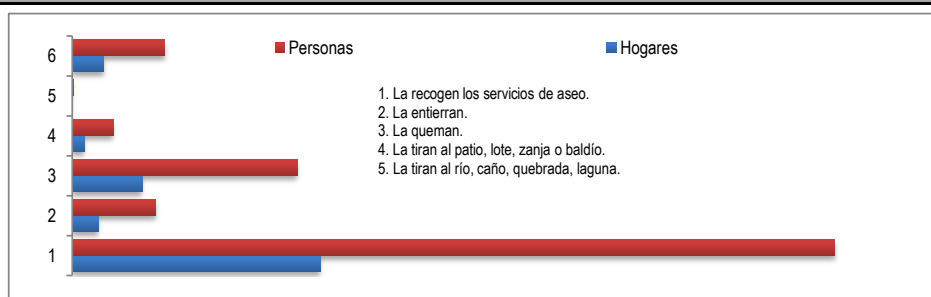 6
Personas
Hogares
5
1. La recogen los servicios de aseo.
2. La entierran.
4
3. La queman.
4. La tiran al patio, lote, zanja o baldío.
5. La tiran al río, caño, quebrada, laguna.
3
2
1